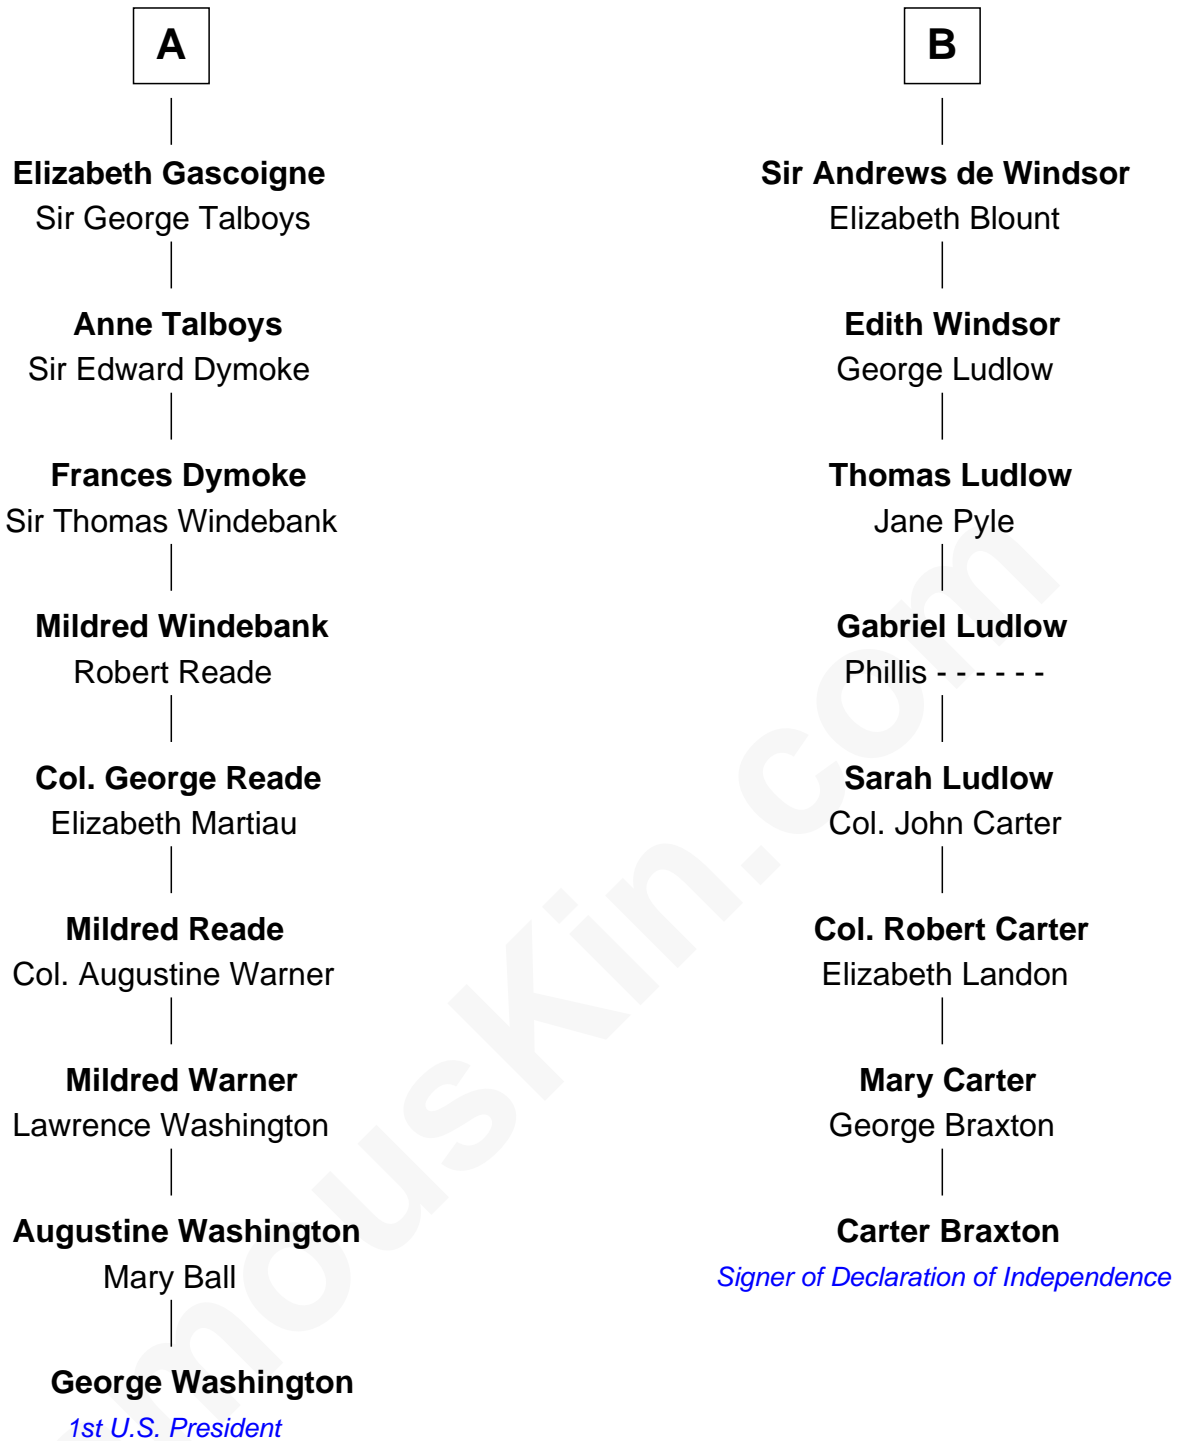 A
Elizabeth Gascoigne
Sir George Talboys
Anne Talboys
Sir Edward Dymoke
Frances Dymoke
Sir Thomas Windebank
Mildred Windebank
Robert Reade
Col. George Reade
Elizabeth Martiau
Mildred Reade
Col. Augustine Warner
Mildred Warner
Lawrence Washington
Augustine Washington
Mary Ball
George Washington
1st U.S. President
B
Sir Andrews de Windsor
Elizabeth Blount
Edith Windsor
George Ludlow
Thomas Ludlow
Jane Pyle
Gabriel Ludlow
Phillis - - - - - -
Sarah Ludlow
Col. John Carter
Col. Robert Carter
Elizabeth Landon
Mary Carter
George Braxton
Carter Braxton
Signer of Declaration of Independence
mousKin.com